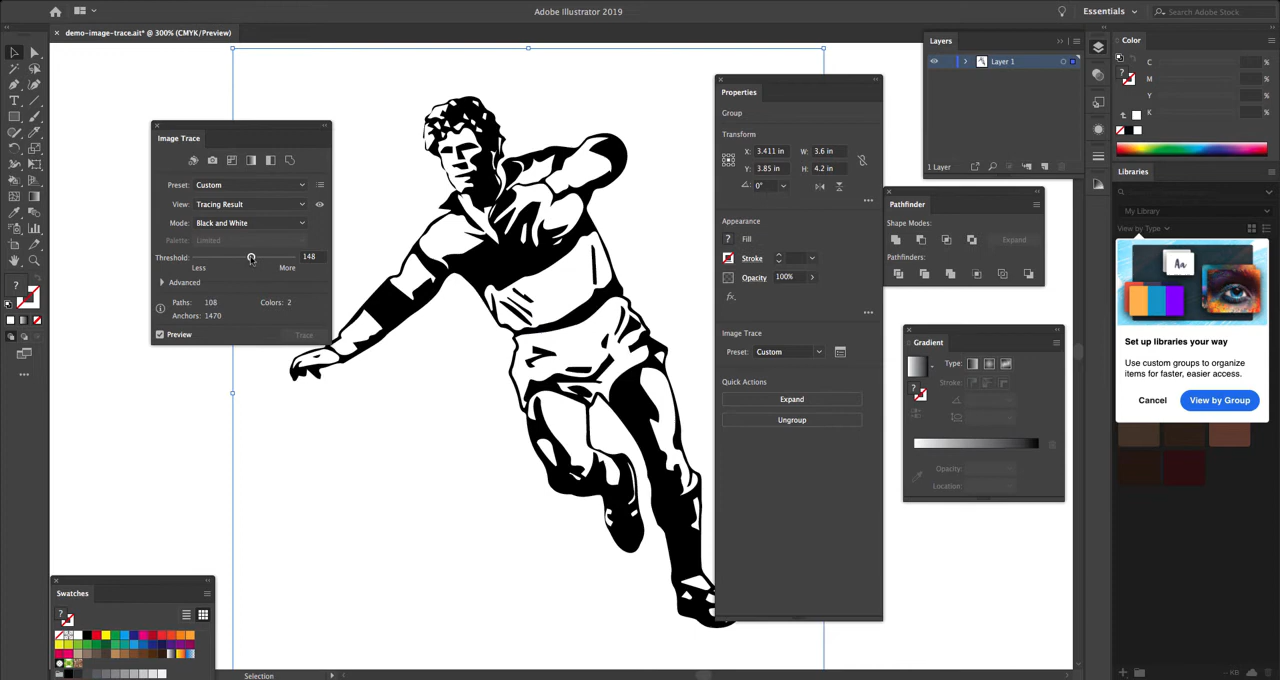 Adobe Illustrator 2019
Essentials
Search Adobe Stock
demo-image-trace.ait* @ 300% (CMYK/Preview)
Image Trace
Preset: Custom
View: Tracing Result
Mode: Black and White
Palette: Limited
Threshold: 148
Less More
Advanced
Paths: 108 Colors: 2
Anchors: 1470
Preview Trace
Swatches
Selection
Properties
Group
Transform
X: 3.411 in W: 3.6 in
Y: 3.85 in H: 4.2 in
0°
Appearance
? Fill
Stroke
Opacity 100%
fx.
Image Trace
Preset: Custom
Quick Actions
Expand
Ungroup
Layers
Layer 1
1 Layer
Pathfinder
Shape Modes:
Expand
Pathfinders:
Gradient
Type:
Stroke:
Opacity:
Location:
Color
C %
M %
Y %
K %
Libraries
My Library
View by Type
Aa
Set up libraries your way
Use custom groups to organize
items for faster, easier access.
Cancel View by Group
-- KB